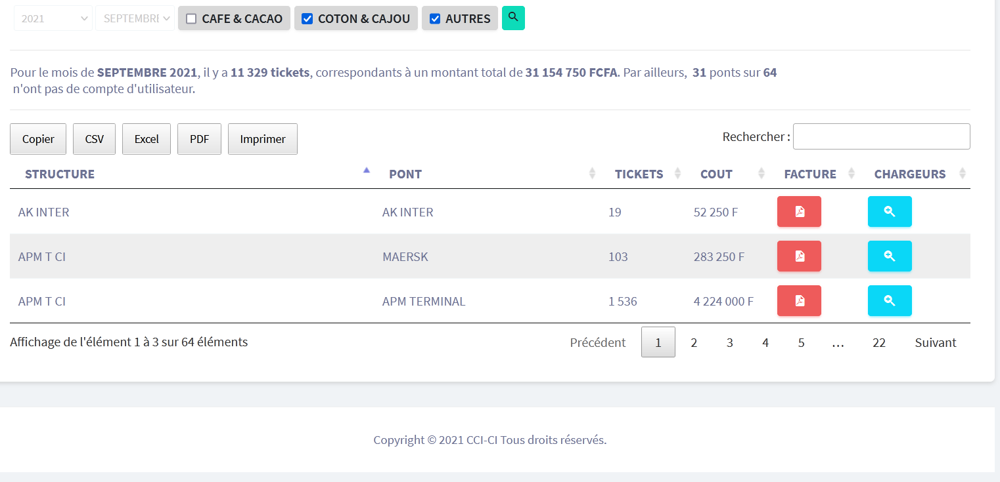 2021 SEPTEMBRE CAFE & CACAO COTON & CAJOU AUTRES
Pour le mois de SEPTEMBRE 2021, il y a 11 329 tickets, correspondants à un montant total de 31 154 750 FCFA. Par ailleurs, 31 ponts sur 64
n'ont pas de compte d'utilisateur.
Copier CSV Excel PDF Imprimer Rechercher :
STRUCTURE PONT TICKETS COUT FACTURE CHARGEURS
AK INTER AK INTER 19 52 250 F
APM T CI MAERSK 103 283 250 F
APM T CI APM TERMINAL 1 536 4 224 000 F
Affichage de l'élément 1 à 3 sur 64 éléments Précédent 1 2 3 4 5 … 22 Suivant
Copyright © 2021 CCI-CI Tous droits réservés.